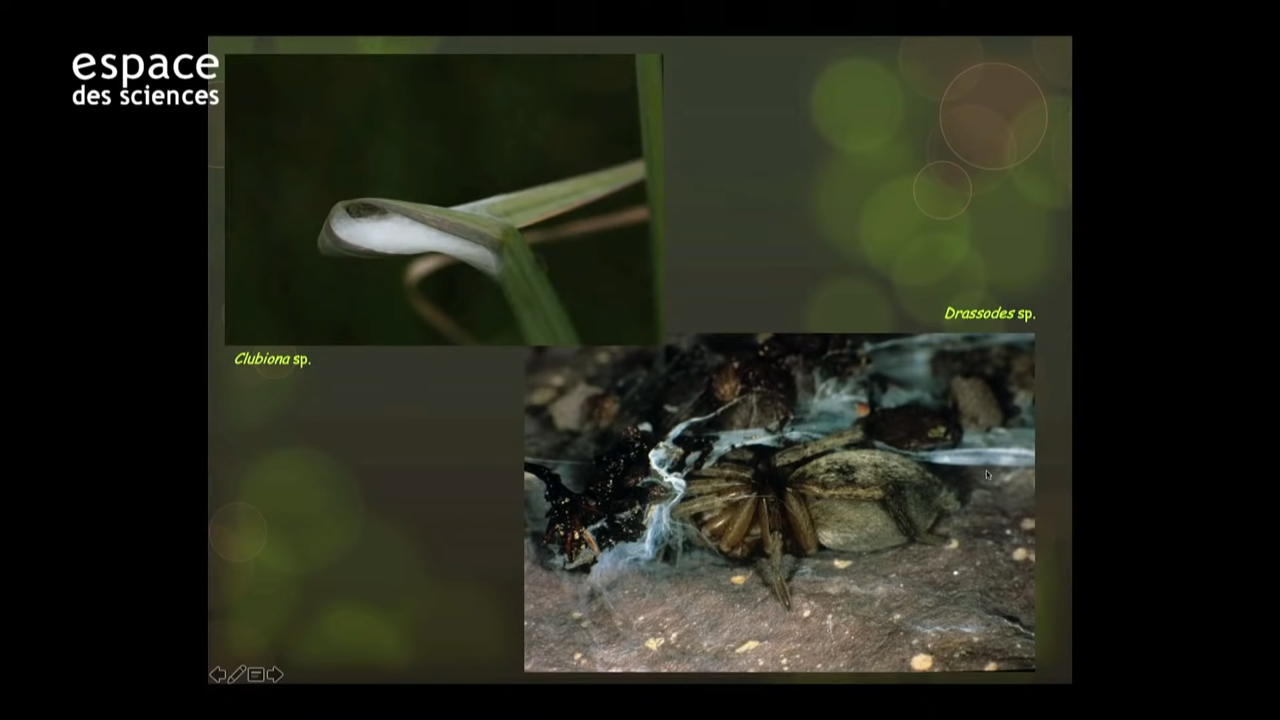 espace
des sciences
Drassodes sp.
Clubiona sp.